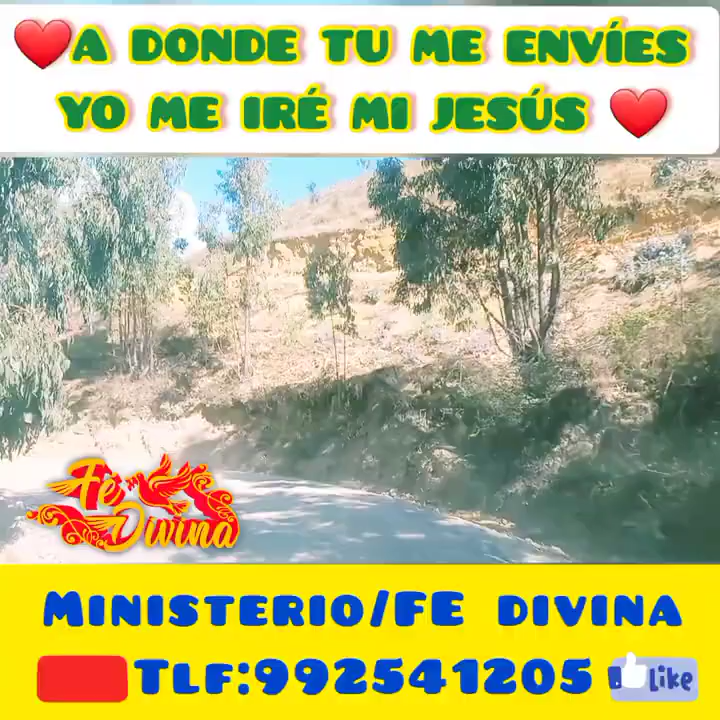 ❤️A DONDE TU ME ENVÍES
YO ME IRÉ MI JESÚS ❤️
Fe
Divina
MINISTERIO/FE DIVINA
TLF:992541205
Like